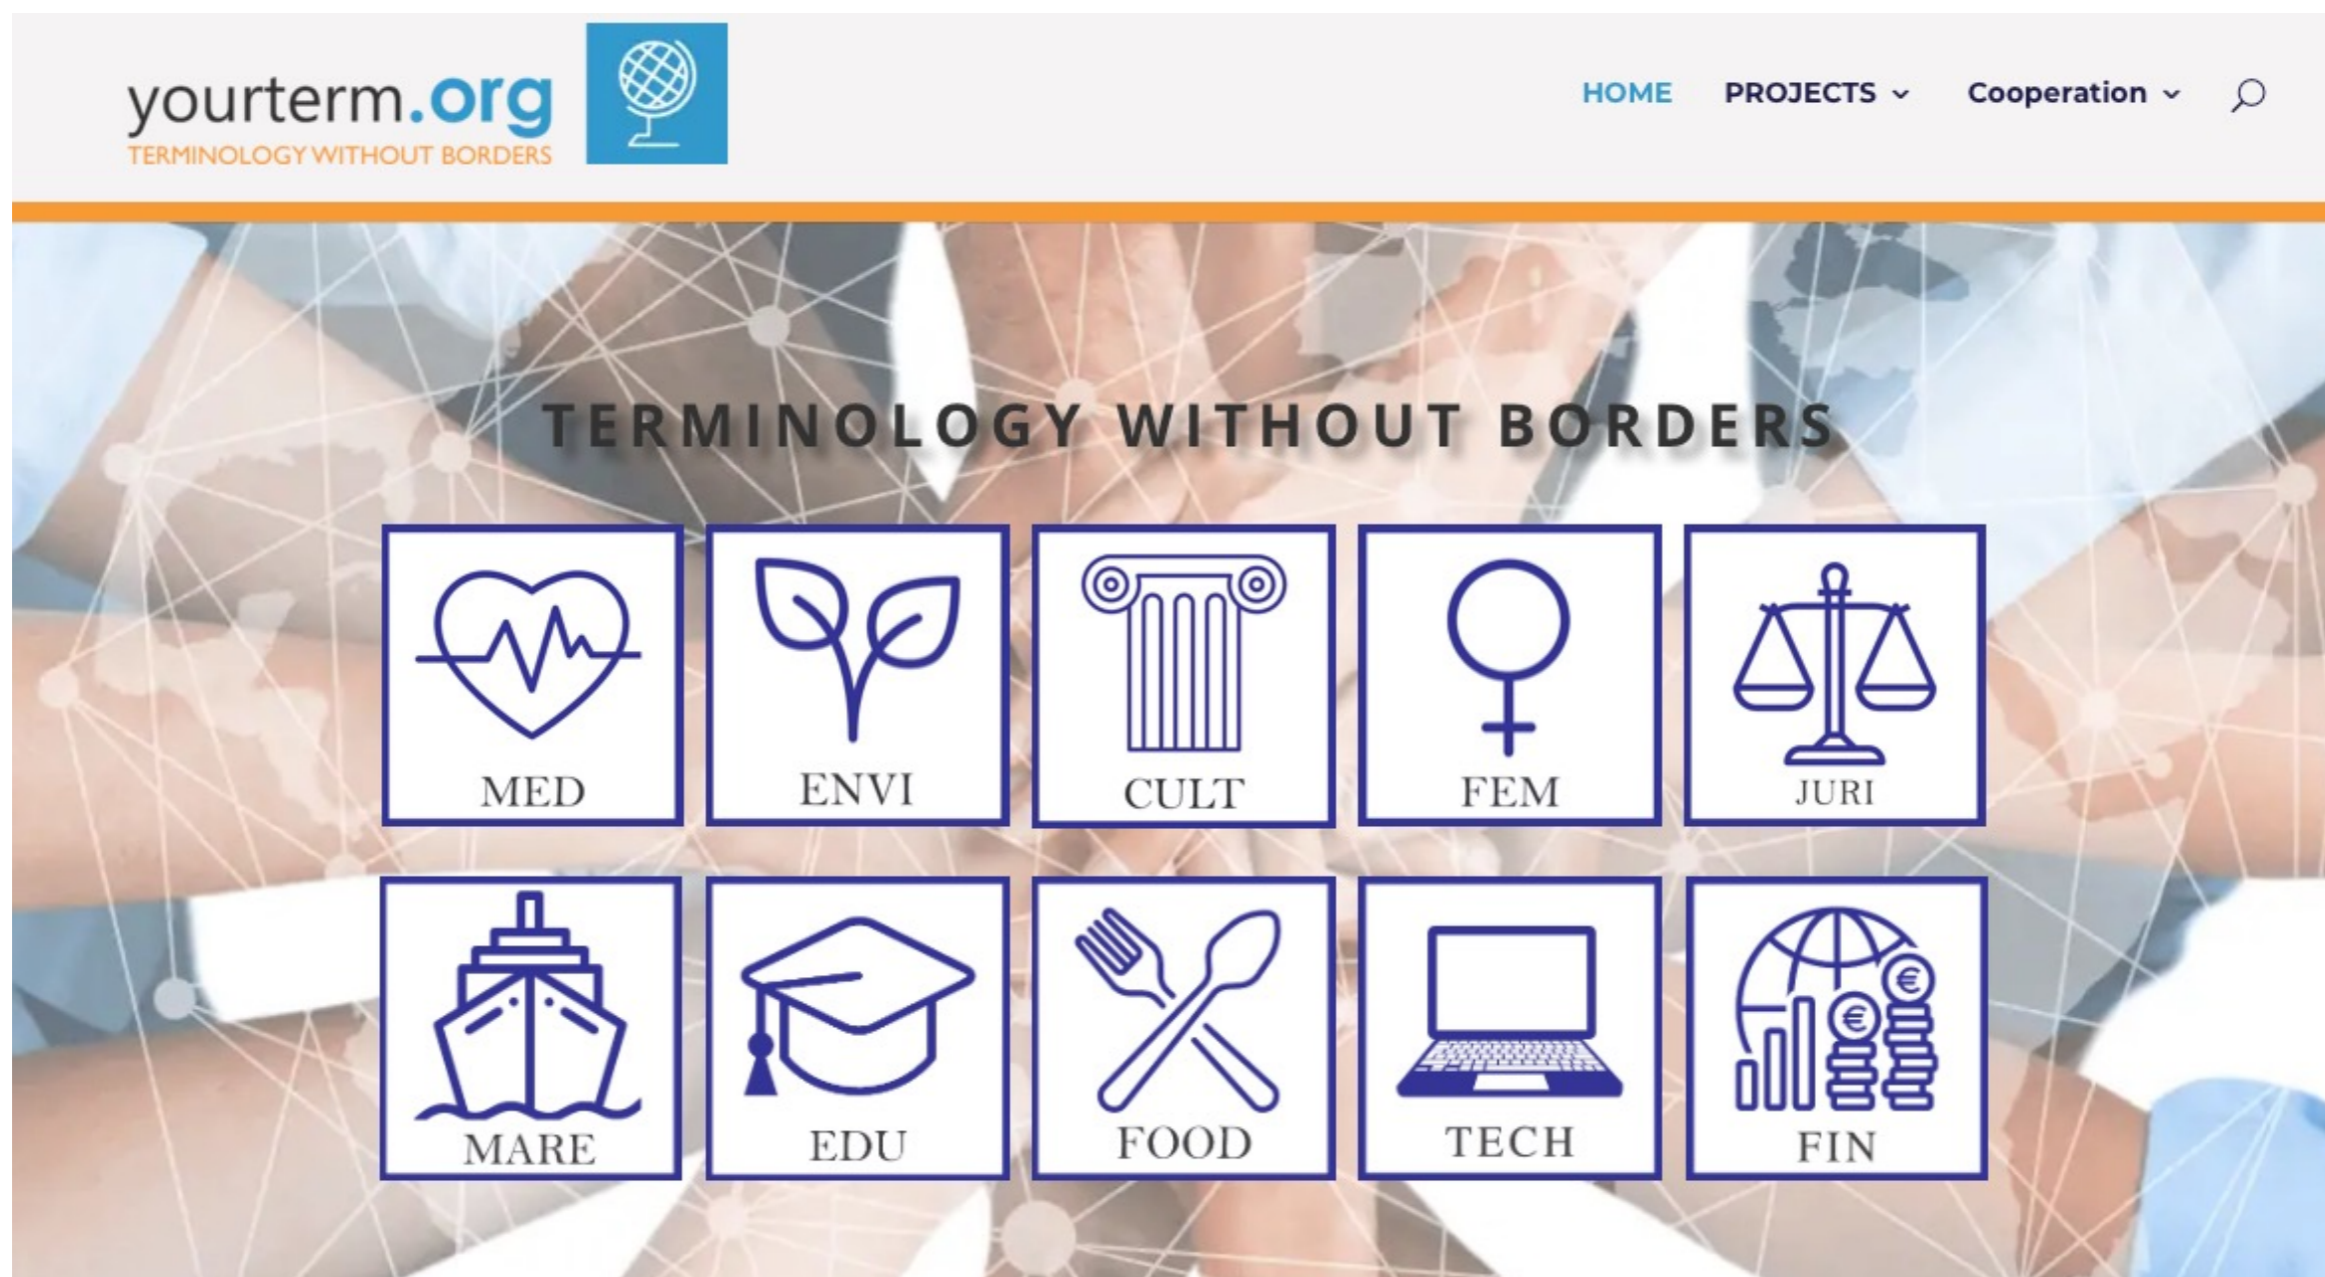 yourterm.org
TERMINOLOGY WITHOUT BORDERS
HOME PROJECTS Cooperation
TERMINOLOGY WITHOUT BORDERS
MED ENVI CULT FEM JURI
MARE EDU FOOD TECH FIN